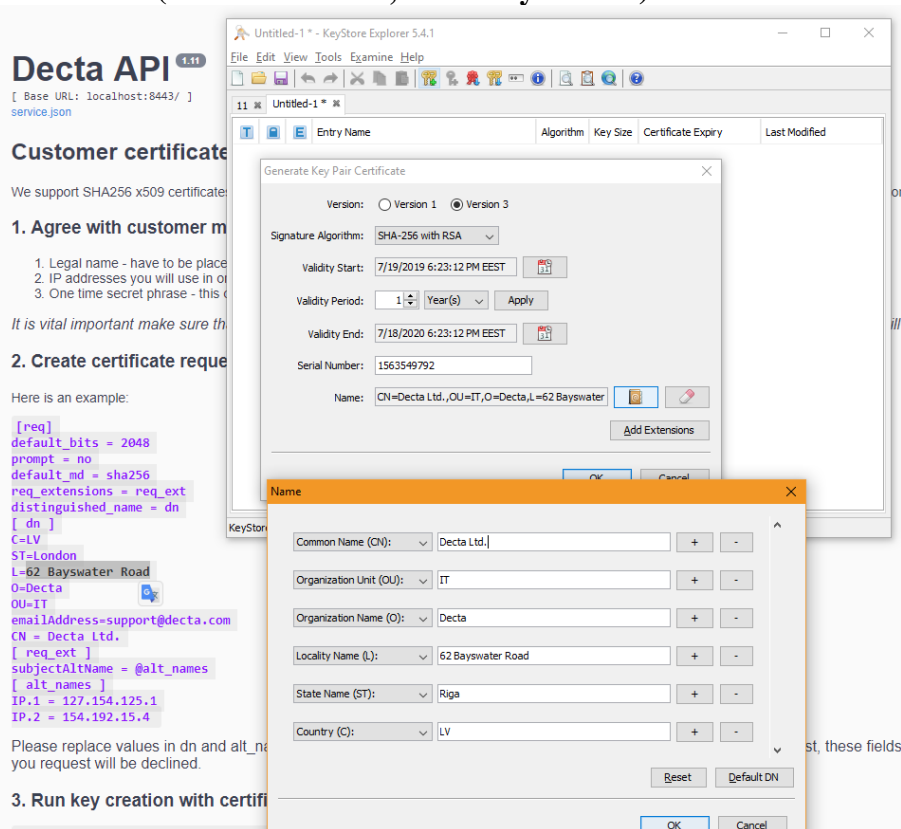 Decta API 1.11
[ Base URL: localhost:8443/ ]
service.json
Customer certificate
We support SHA256 x509 certificate
1. Agree with customer m
1. Legal name - have to be place
2. IP addresses you will use in o
3. One time secret phrase - this
It is vital important make sure th
2. Create certificate reque
Here is an example:
[req]
default_bits = 2048
prompt = no
default_md = sha256
req_extensions = req_ext
distinguished_name = dn
[ dn ]
C=LV
ST=London
L=62 Bayswater Road
O=Decta
OU=IT
emailAddress=support@decta.com
CN = Decta Ltd.
[ req_ext ]
subjectAltName = @alt_names
[ alt_names ]
IP.1 = 127.154.125.1
IP.2 = 154.192.15.4
Please replace values in dn and alt_na
st, these fields
you request will be declined.
3. Run key creation with certifi
Untitled-1 * - KeyStore Explorer 5.4.1
File Edit View Tools Examine Help
11 Untitled-1 *
T E Entry Name Algorithm Key Size Certificate Expiry Last Modified
Generate Key Pair Certificate
Version: Version 1 Version 3
Signature Algorithm: SHA-256 with RSA
Validity Start: 7/19/2019 6:23:12 PM EEST
Validity Period: 1 Year(s) Apply
Validity End: 7/18/2020 6:23:12 PM EEST
Serial Number: 1563549792
Name: CN=Decta Ltd.,OU=IT,O=Decta,L=62 Bayswater
Add Extensions
OK Cancel
KeyStor
Name
Common Name (CN): Decta Ltd. + -
Organization Unit (OU): IT + -
Organization Name (O): Decta + -
Locality Name (L): 62 Bayswater Road + -
State Name (ST): Riga + -
Country (C): LV + -
Reset Default DN
OK Cancel